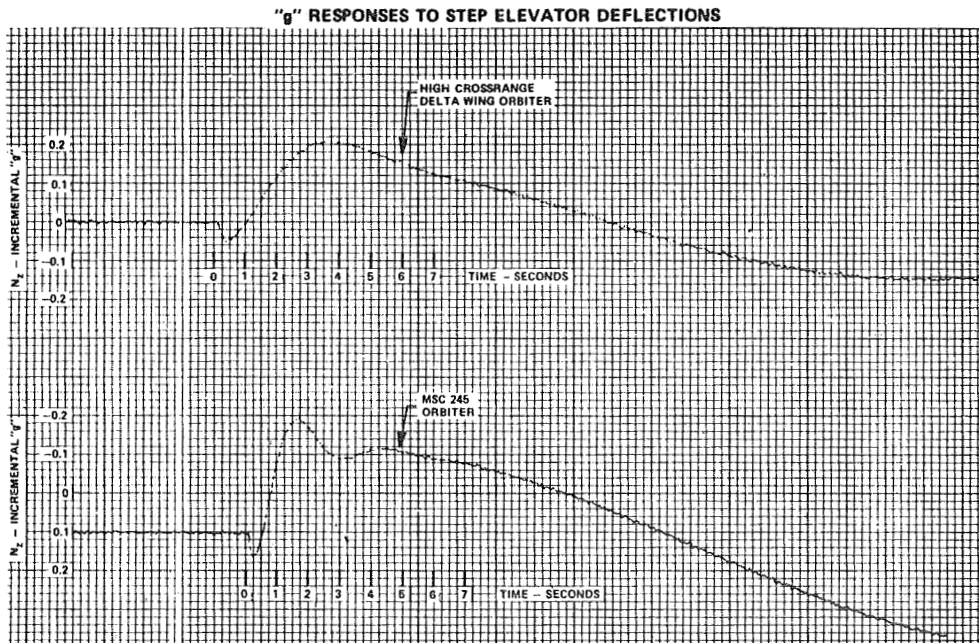 "g" RESPONSES TO STEP ELEVATOR DEFLECTIONS
HIGH CROSSRANGE
DELTA WING ORBITER
N_z – INCREMENTAL "g"
0.2
0.1
0
–0.1
–0.2
0 1 2 3 4 5 6 7 TIME – SECONDS
MSC 245
ORBITER
N_z – INCREMENTAL "g"
–0.2
–0.1
0
0.1
0.2
0 1 2 3 4 5 6 7 TIME – SECONDS